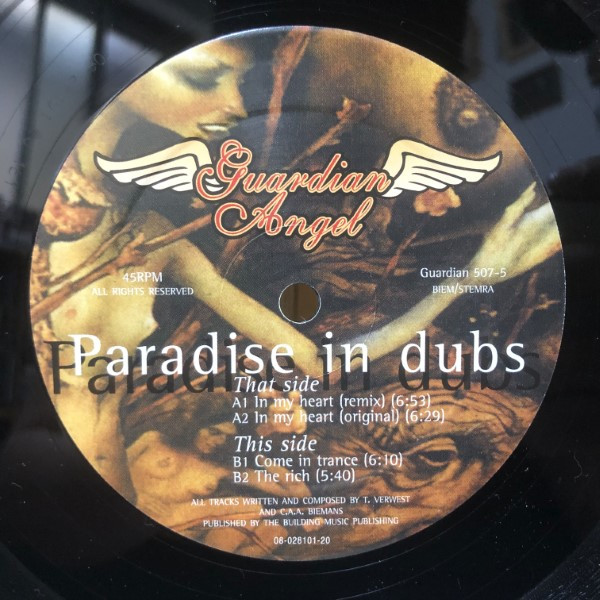 Guardian
Angel
45RPM
ALL RIGHTS RESERVED
Guardian 507-5
BIEM/STEMRA
Paradise in dubs
Paradise in dubs
That side
A1 In my heart (remix) (6:53)
A2 In my heart (original) (6:29)
This side
B1 Come in trance (6:10)
B2 The rich (5:40)
ALL TRACKS WRITTEN AND COMPOSED BY T. VERWEST
AND C.A.A. BIEMANS
PUBLISHED BY THE BUILDING MUSIC PUBLISHING
08-028101-20